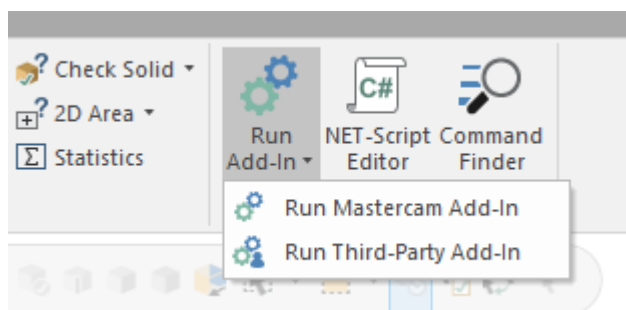 Check Solid
2D Area
Statistics
Run
Add-In
C#
NET-Script
Editor
Command
Finder
Run Mastercam Add-In
Run Third-Party Add-In